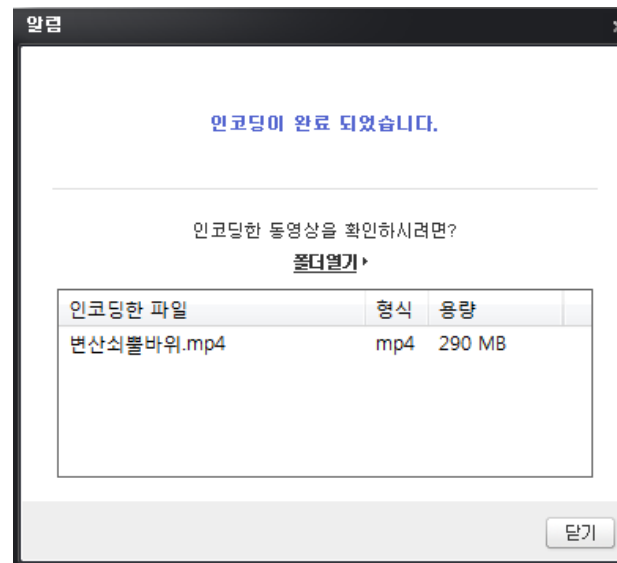 알림
인코딩이 완료 되었습니다.
인코딩한 동영상을 확인하시려면?
폴더열기
인코딩한 파일 형식 용량
변산쇠뿔바위.mp4 mp4 290 MB
닫기